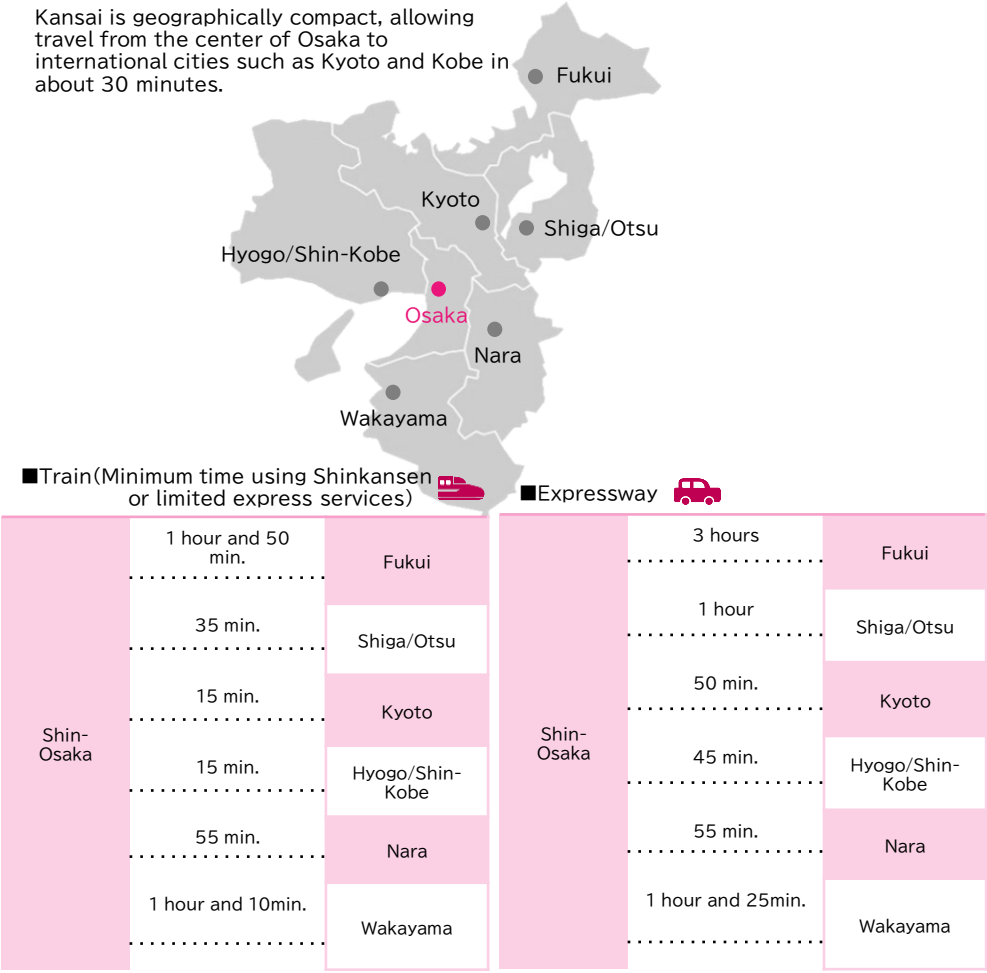 Kansai is geographically compact, allowing
travel from the center of Osaka to
international cities such as Kyoto and Kobe in
about 30 minutes.
Fukui
Kyoto
Shiga/Otsu
Hyogo/Shin-Kobe
Osaka
Nara
Wakayama
■Train(Minimum time using Shinkansen
or limited express services)
Shin-
Osaka
1 hour and 50
min.
Fukui
35 min.
Shiga/Otsu
15 min.
Kyoto
15 min.
Hyogo/Shin-
Kobe
55 min.
Nara
1 hour and 10min.
Wakayama
■Expressway
Shin-
Osaka
3 hours
Fukui
1 hour
Shiga/Otsu
50 min.
Kyoto
45 min.
Hyogo/Shin-
Kobe
55 min.
Nara
1 hour and 25min.
Wakayama